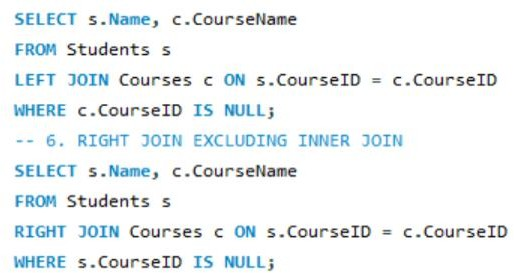 SELECT s.Name, c.CourseName
FROM Students s
LEFT JOIN Courses c ON s.CourseID = c.CourseID
WHERE c.CourseID IS NULL;
-- 6. RIGHT JOIN EXCLUDING INNER JOIN
SELECT s.Name, c.CourseName
FROM Students s
RIGHT JOIN Courses c ON s.CourseID = c.CourseID
WHERE s.CourseID IS NULL;